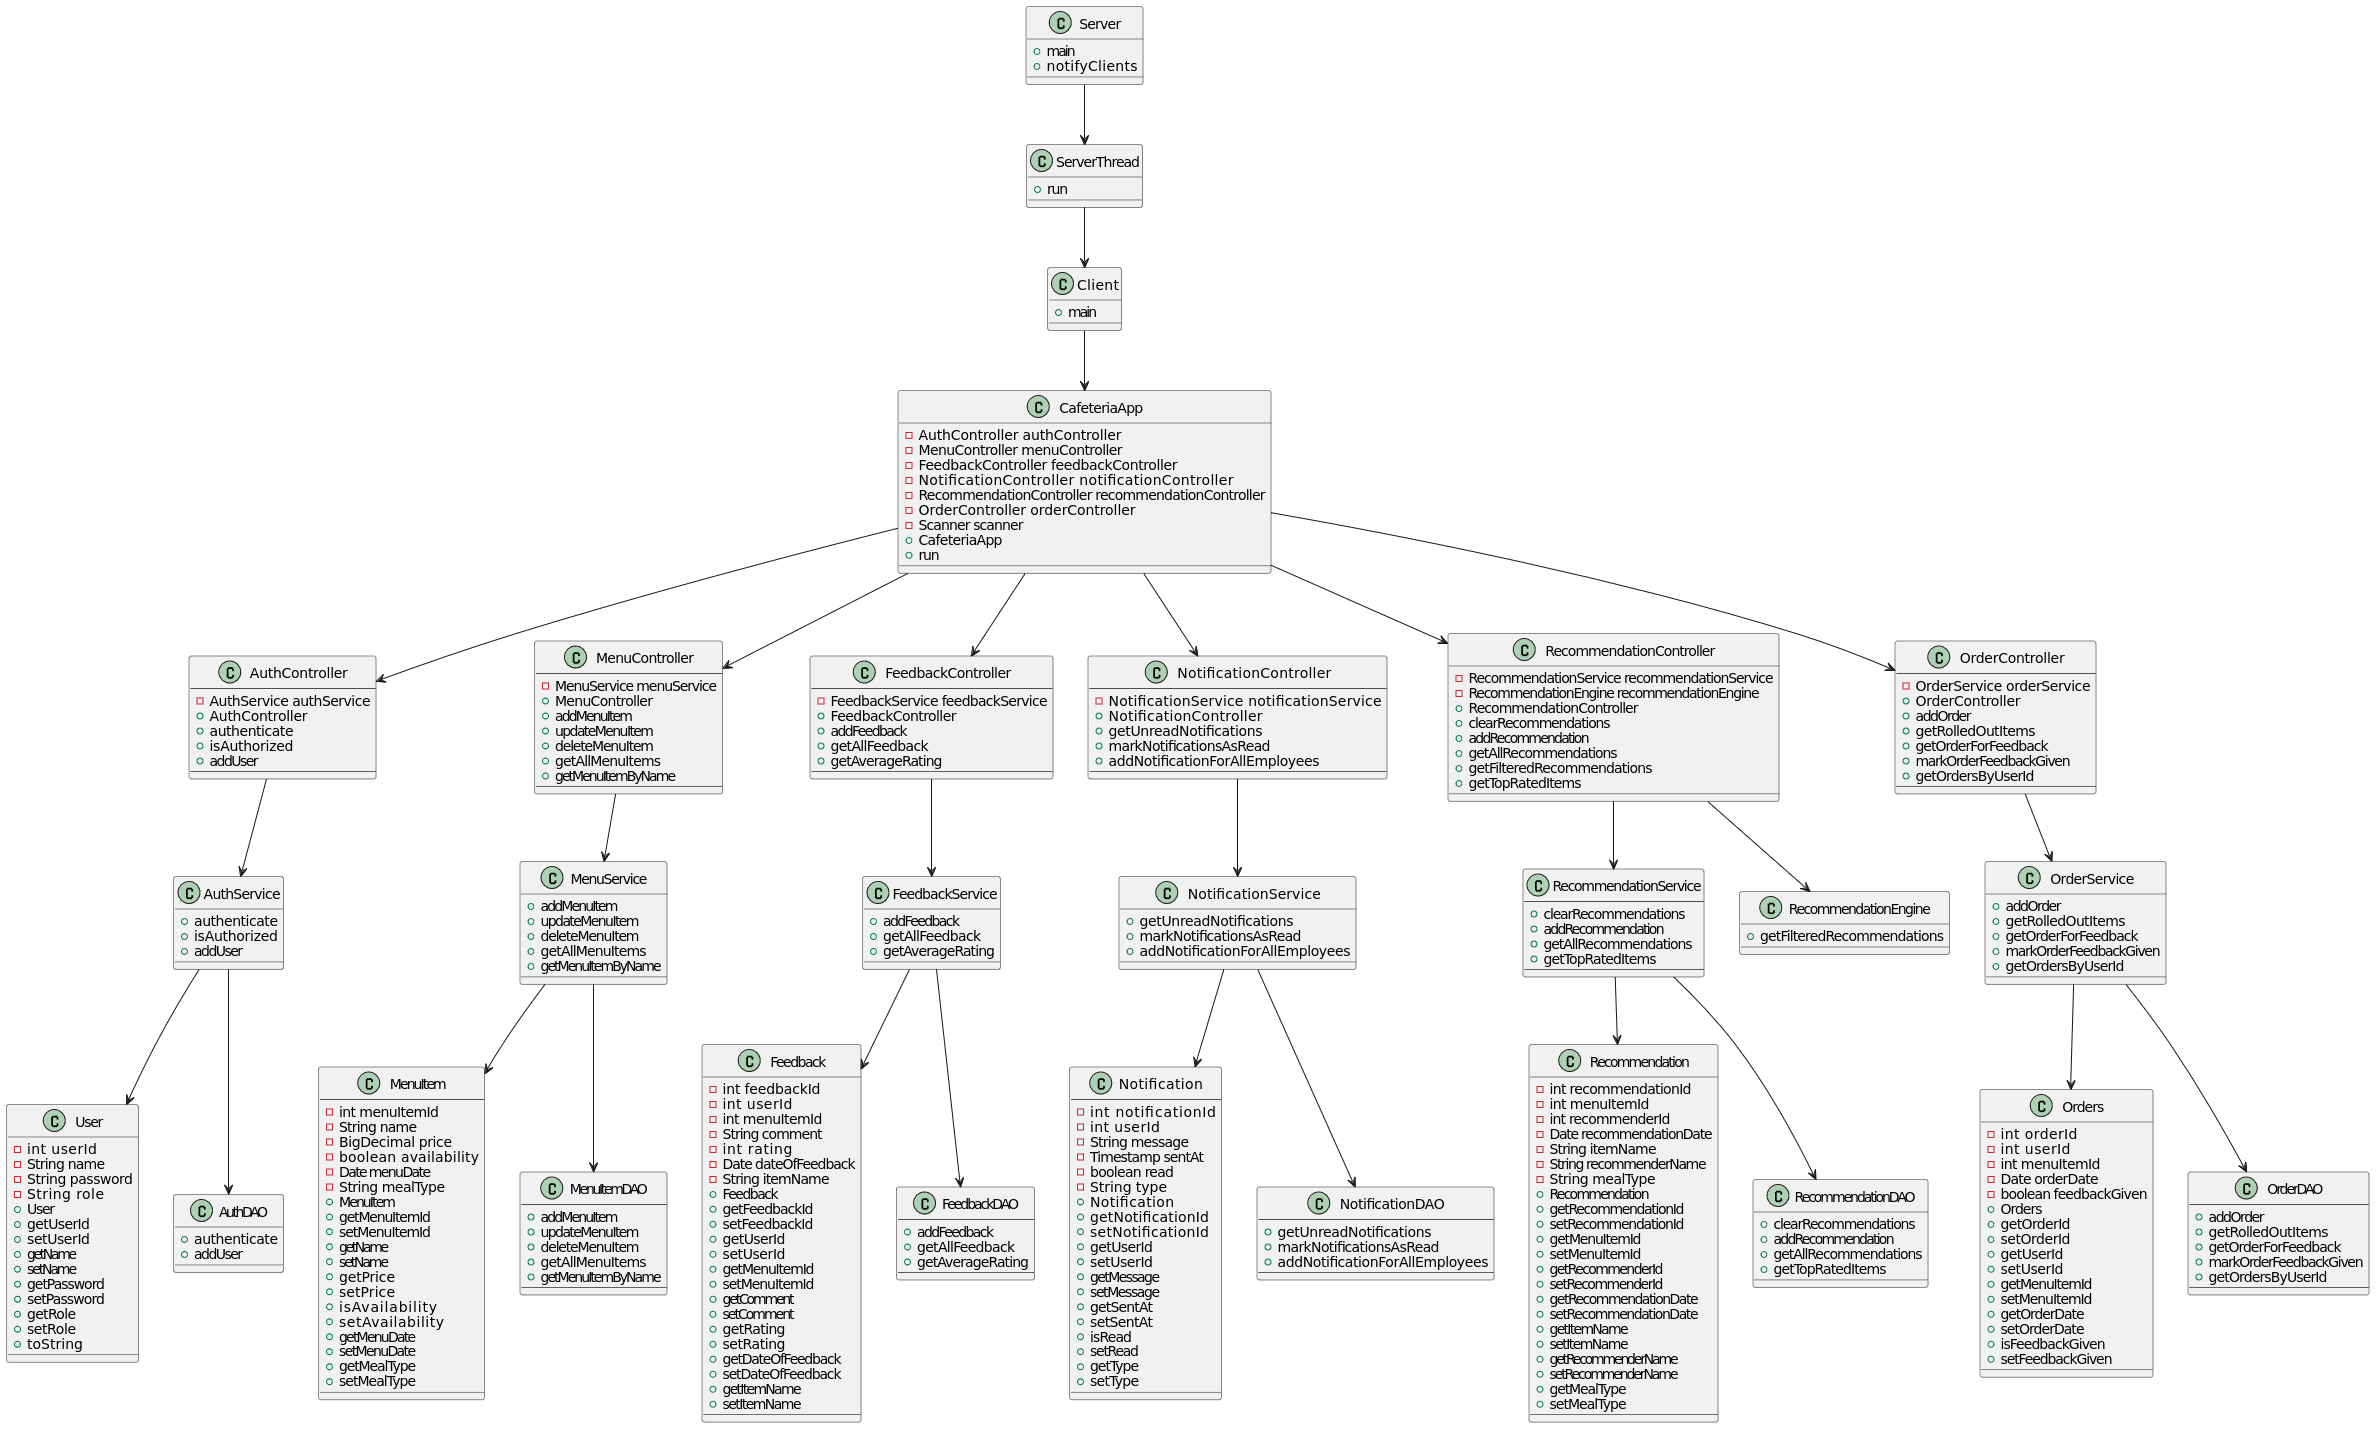 C Server
main
notifyClients
C ServerThread
run
C Client
main
C CafeteriaApp
AuthController authController
MenuController menuController
FeedbackController feedbackController
NotificationController notificationController
RecommendationController recommendationController
OrderController orderController
Scanner scanner
CafeteriaApp
run
C AuthController
AuthService authService
AuthController
authenticate
isAuthorized
addUser
C MenuController
MenuService menuService
MenuController
addMenuItem
updateMenuItem
deleteMenuItem
getAllMenuItems
getMenuItemByName
C FeedbackController
FeedbackService feedbackService
FeedbackController
addFeedback
getAllFeedback
getAverageRating
C NotificationController
NotificationService notificationService
NotificationController
getUnreadNotifications
markNotificationsAsRead
addNotificationForAllEmployees
C RecommendationController
RecommendationService recommendationService
RecommendationEngine recommendationEngine
RecommendationController
clearRecommendations
addRecommendation
getAllRecommendations
getFilteredRecommendations
getTopRatedItems
C OrderController
OrderService orderService
OrderController
addOrder
getRolledOutItems
getOrderForFeedback
markOrderFeedbackGiven
getOrdersByUserId
C AuthService
authenticate
isAuthorized
addUser
C MenuService
addMenuItem
updateMenuItem
deleteMenuItem
getAllMenuItems
getMenuItemByName
C FeedbackService
addFeedback
getAllFeedback
getAverageRating
C NotificationService
getUnreadNotifications
markNotificationsAsRead
addNotificationForAllEmployees
C RecommendationService
clearRecommendations
addRecommendation
getAllRecommendations
getTopRatedItems
C RecommendationEngine
getFilteredRecommendations
C OrderService
addOrder
getRolledOutItems
getOrderForFeedback
markOrderFeedbackGiven
getOrdersByUserId
C User
int userId
String name
String password
String role
User
getUserId
setUserId
getName
setName
getPassword
setPassword
getRole
setRole
toString
C AuthDAO
authenticate
addUser
C MenuItem
int menuItemId
String name
BigDecimal price
boolean availability
Date menuDate
String mealType
MenuItem
getMenuItemId
setMenuItemId
getName
setName
getPrice
setPrice
isAvailability
setAvailability
getMenuDate
setMenuDate
getMealType
setMealType
C MenuItemDAO
addMenuItem
updateMenuItem
deleteMenuItem
getAllMenuItems
getMenuItemByName
C Feedback
int feedbackId
int userId
int menuItemId
String comment
int rating
Date dateOfFeedback
String itemName
Feedback
getFeedbackId
setFeedbackId
getUserId
setUserId
getMenuItemId
setMenuItemId
getComment
setComment
getRating
setRating
getDateOfFeedback
setDateOfFeedback
getItemName
setItemName
C FeedbackDAO
addFeedback
getAllFeedback
getAverageRating
C Notification
int notificationId
int userId
String message
Timestamp sentAt
boolean read
String type
Notification
getNotificationId
setNotificationId
getUserId
setUserId
getMessage
setMessage
getSentAt
setSentAt
isRead
setRead
getType
setType
C NotificationDAO
getUnreadNotifications
markNotificationsAsRead
addNotificationForAllEmployees
C Recommendation
int recommendationId
int menuItemId
int recommenderId
Date recommendationDate
String itemName
String recommenderName
String mealType
Recommendation
getRecommendationId
setRecommendationId
getMenuItemId
setMenuItemId
getRecommenderId
setRecommenderId
getRecommendationDate
setRecommendationDate
getItemName
setItemName
getRecommenderName
setRecommenderName
getMealType
setMealType
C RecommendationDAO
clearRecommendations
addRecommendation
getAllRecommendations
getTopRatedItems
C Orders
int orderId
int userId
int menuItemId
Date orderDate
boolean feedbackGiven
Orders
getOrderId
setOrderId
getUserId
setUserId
getMenuItemId
setMenuItemId
getOrderDate
setOrderDate
isFeedbackGiven
setFeedbackGiven
C OrderDAO
addOrder
getRolledOutItems
getOrderForFeedback
markOrderFeedbackGiven
getOrdersByUserId